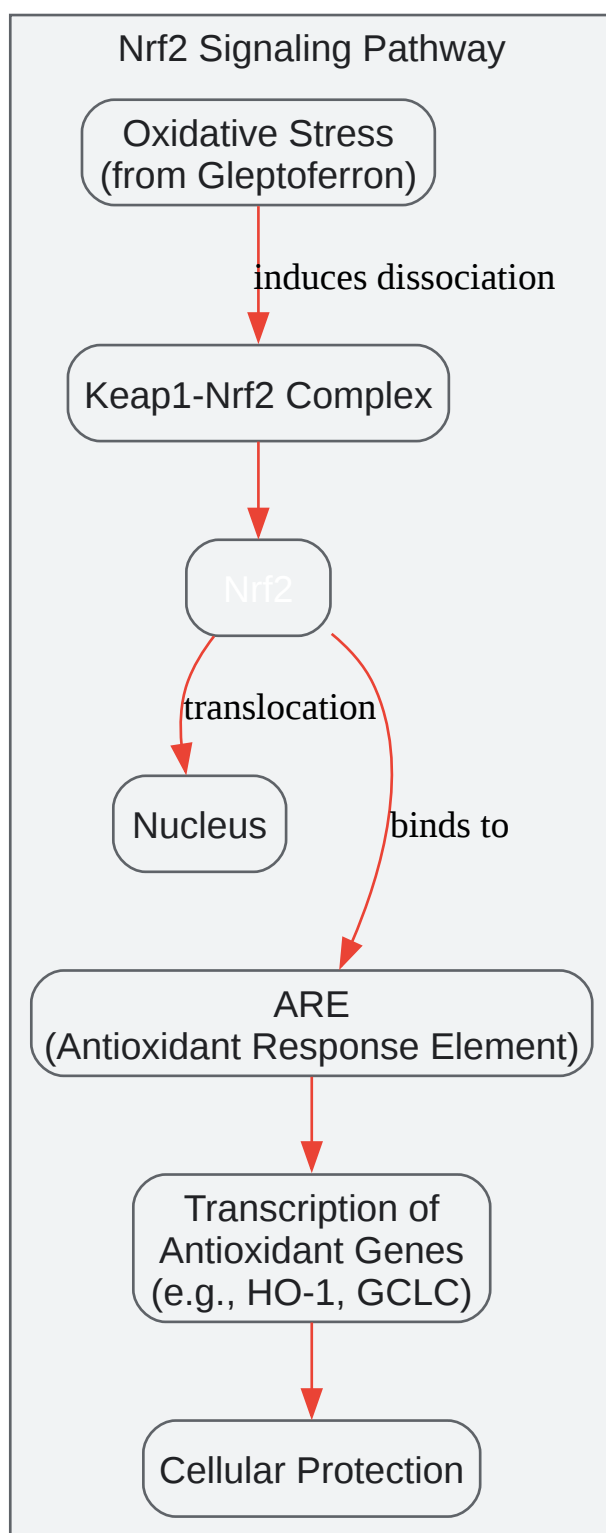 Nrf2 Signaling Pathway
Oxidative Stress
(from Gleptoferron)
induces dissociation
Keap1-Nrf2 Complex
Nrf2
translocation
Nucleus
binds to
ARE
(Antioxidant Response Element)
Transcription of
Antioxidant Genes
(e.g., HO-1, GCLC)
Cellular Protection